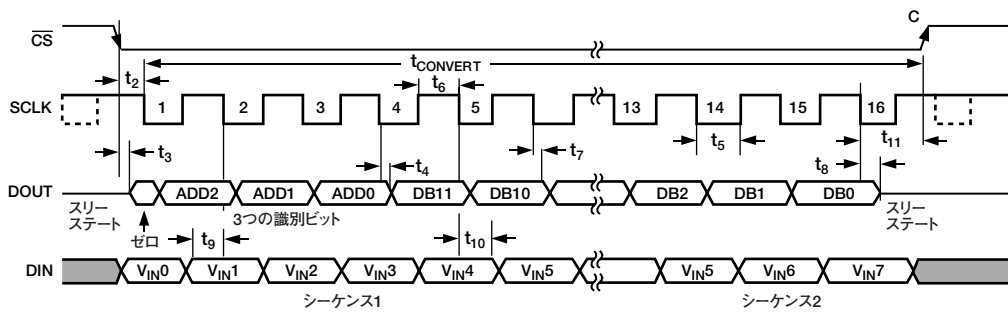 C
CS
tCONVERT
t2
t6
SCLK
1 2 3 4 5 13 14 15 16
t3 t4 t7 t5 t8 t11
DOUT
ADD2 ADD1 ADD0 DB11 DB10 DB2 DB1 DB0
スリー
ステート
ゼロ
3つの識別ビット
スリー
ステート
t9 t10
DIN
VIN0 VIN1 VIN2 VIN3 VIN4 VIN5 VIN5 VIN6 VIN7
シーケンス1 シーケンス2